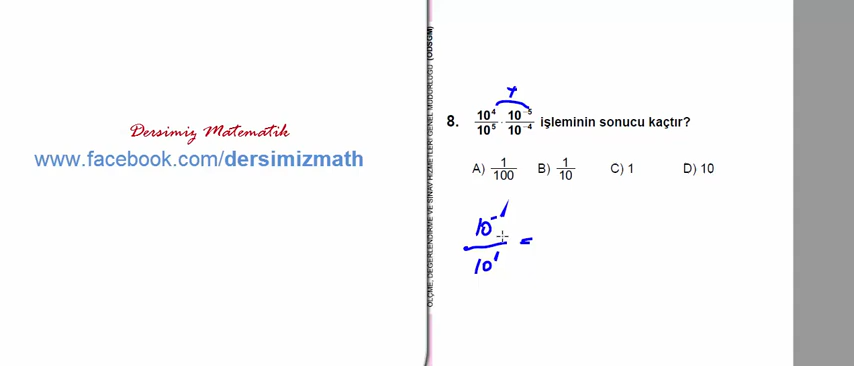 Dersimiz Matematik
www.facebook.com/dersimizmath
ÖLÇME, DEĞERLENDİRME VE SINAV HİZMETLERİ GENEL MÜDÜRLÜĞÜ (ÖDSGM)
+
8. 10⁴/10⁵ · 10⁻⁵/10⁻⁴ işleminin sonucu kaçtır?
A) 1/100 B) 1/10 C) 1 D) 10
10⁻¹/10¹ =